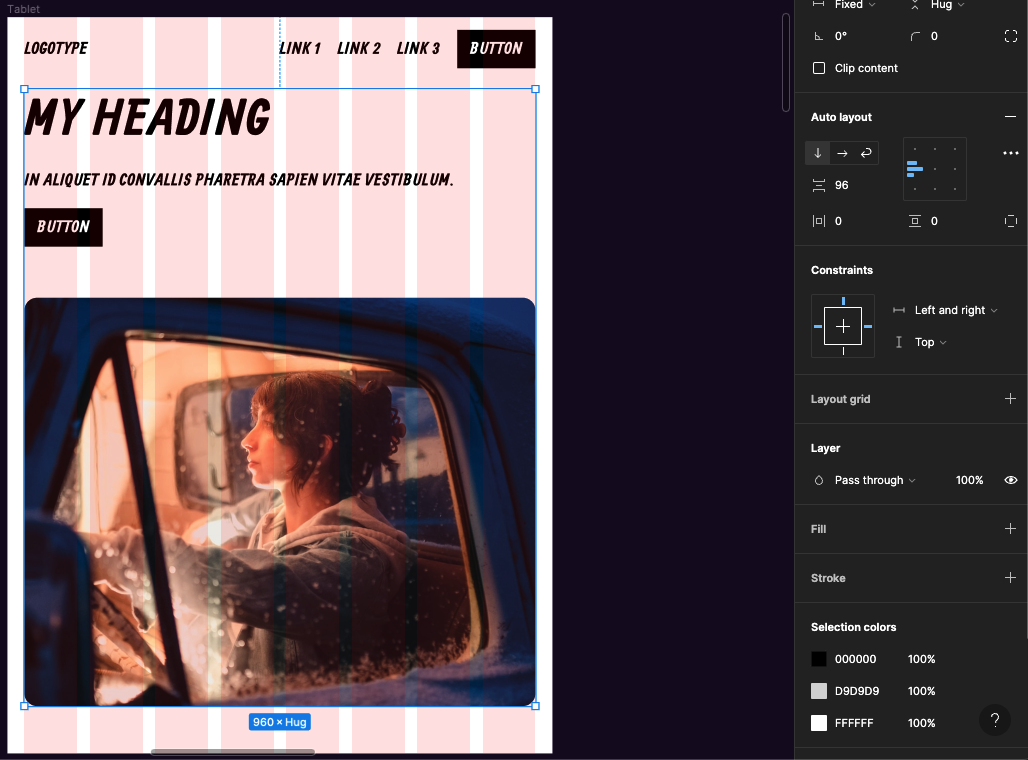 Tablet
LOGOTYPE LINK 1 LINK 2 LINK 3 BUTTON
MY HEADING
IN ALIQUET ID CONVALLIS PHARETRA SAPIEN VITAE VESTIBULUM.
BUTTON
960 × Hug
Fixed Hug
0° 0
Clip content
Auto layout
96
0 0
Constraints
Left and right
Top
Layout grid
Layer
Pass through 100%
Fill
Stroke
Selection colors
000000 100%
D9D9D9 100%
FFFFFF 100%
?